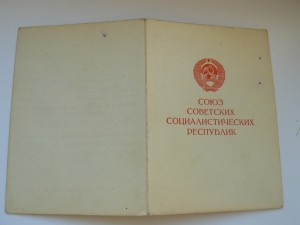 СОЮЗ
СОВЕТСКИХ
СОЦИАЛИСТИЧЕСКИХ
РЕСПУБЛИК